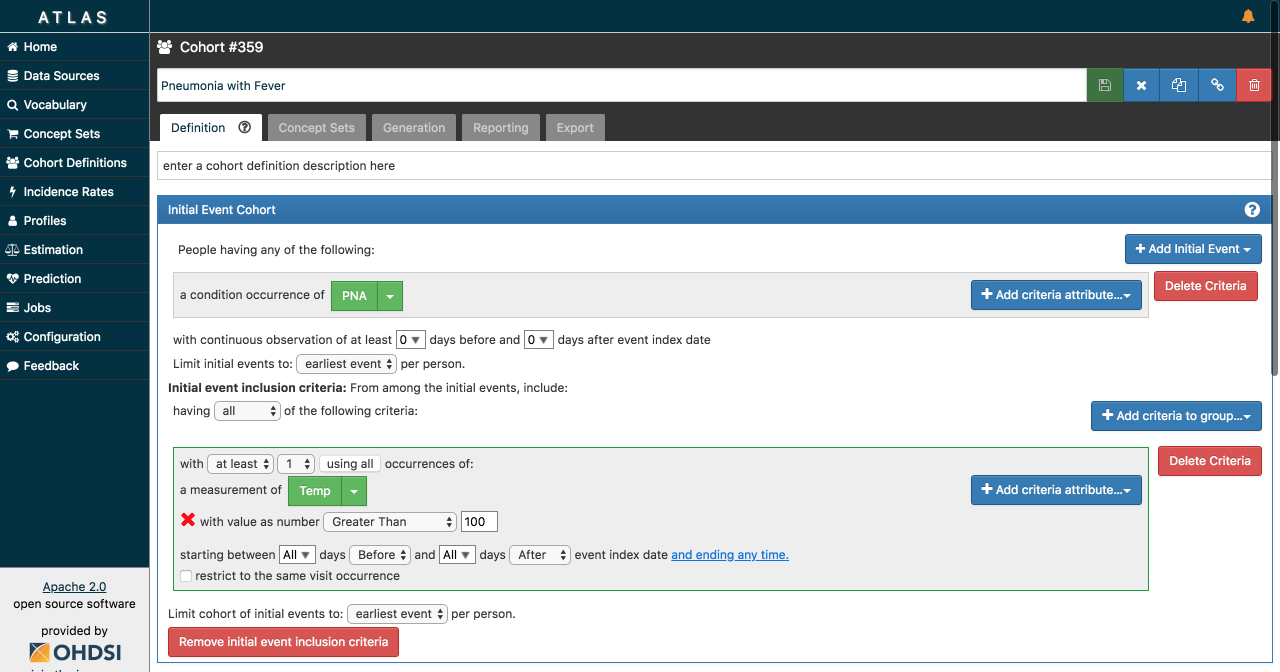 ATLAS
Home
Data Sources
Vocabulary
Concept Sets
Cohort Definitions
Incidence Rates
Profiles
Estimation
Prediction
Jobs
Configuration
Feedback
Apache 2.0
open source software
provided by
OHDSI
Cohort #359
Pneumonia with Fever
Definition Concept Sets Generation Reporting Export
enter a cohort definition description here
Initial Event Cohort
People having any of the following: Add Initial Event
a condition occurrence of PNA Add criteria attribute... Delete Criteria
with continuous observation of at least 0 days before and 0 days after event index date
Limit initial events to: earliest event per person.
Initial event inclusion criteria: From among the initial events, include:
having all of the following criteria: Add criteria to group...
with at least 1 using all occurrences of: Delete Criteria
a measurement of Temp Add criteria attribute...
with value as number Greater Than 100
starting between All days Before and All days After event index date and ending any time.
restrict to the same visit occurrence
Limit cohort of initial events to: earliest event per person.
Remove initial event inclusion criteria